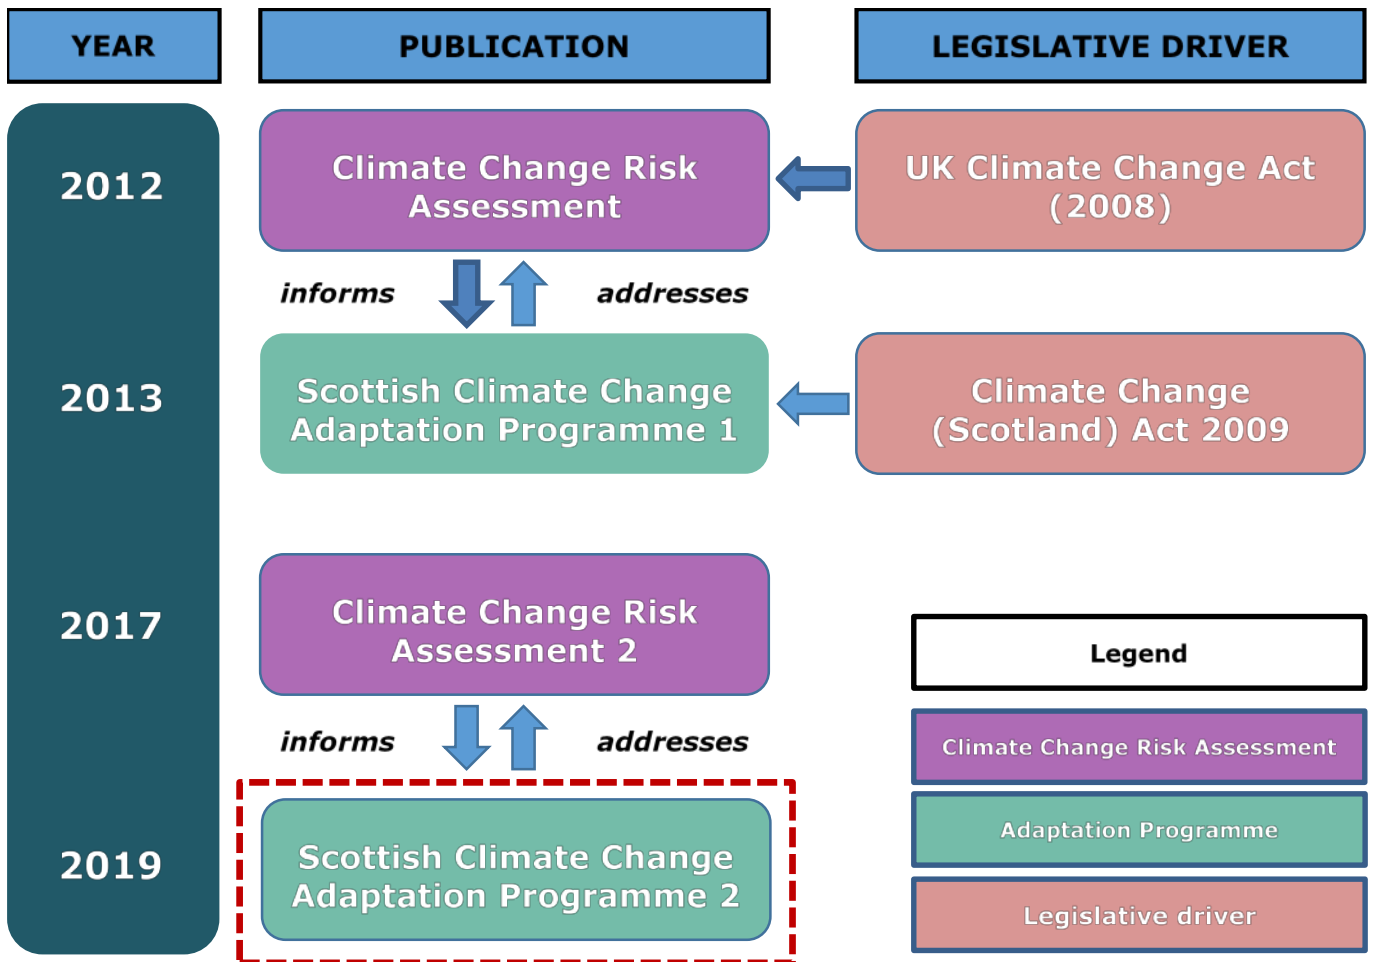 YEAR
PUBLICATION
LEGISLATIVE DRIVER
2012
Climate Change Risk
Assessment
UK Climate Change Act
(2008)
informs
addresses
2013
Scottish Climate Change
Adaptation Programme 1
Climate Change
(Scotland) Act 2009
2017
Climate Change Risk
Assessment 2
informs
addresses
2019
Scottish Climate Change
Adaptation Programme 2
Legend
Climate Change Risk Assessment
Adaptation Programme
Legislative driver